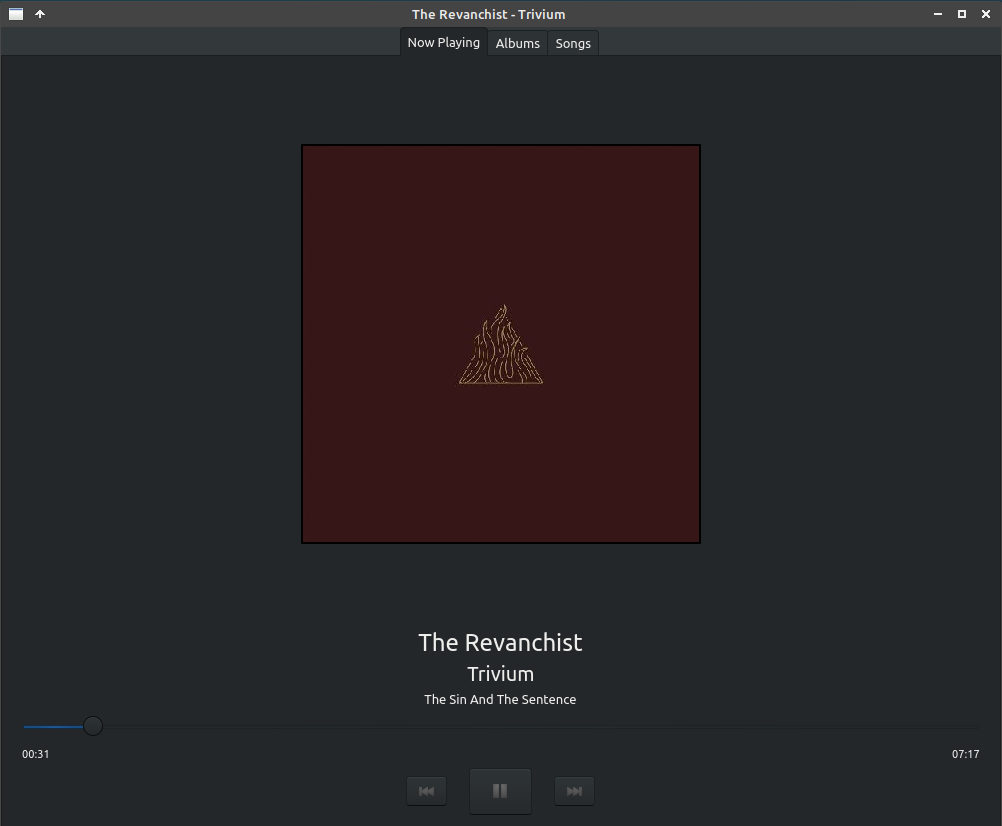 The Revanchist - Trivium
Now Playing Albums Songs
The Revanchist
Trivium
The Sin And The Sentence
00:31 07:17